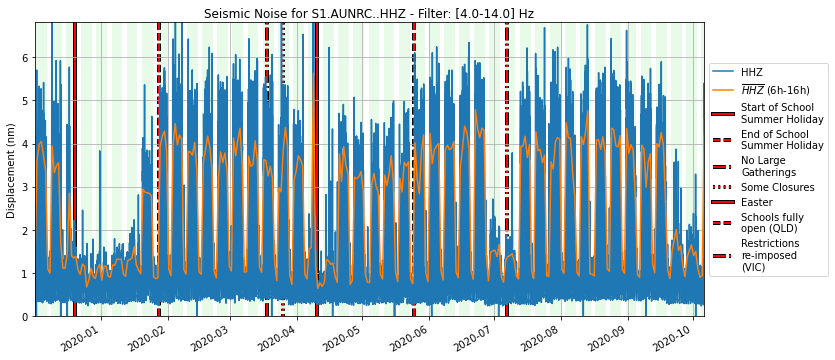 Seismic Noise for S1.AUNRC..HHZ - Filter: [4.0-14.0] Hz
Displacement (nm)
6
5
4
3
2
1
0
2020-01
2020-02
2020-03
2020-04
2020-05
2020-06
2020-07
2020-08
2020-09
2020-10
HHZ
HHZ (6h-16h)
Start of School
Summer Holiday
End of School
Summer Holiday
No Large
Gatherings
Some Closures
Easter
Schools fully
open (QLD)
Restrictions
re-imposed
(VIC)